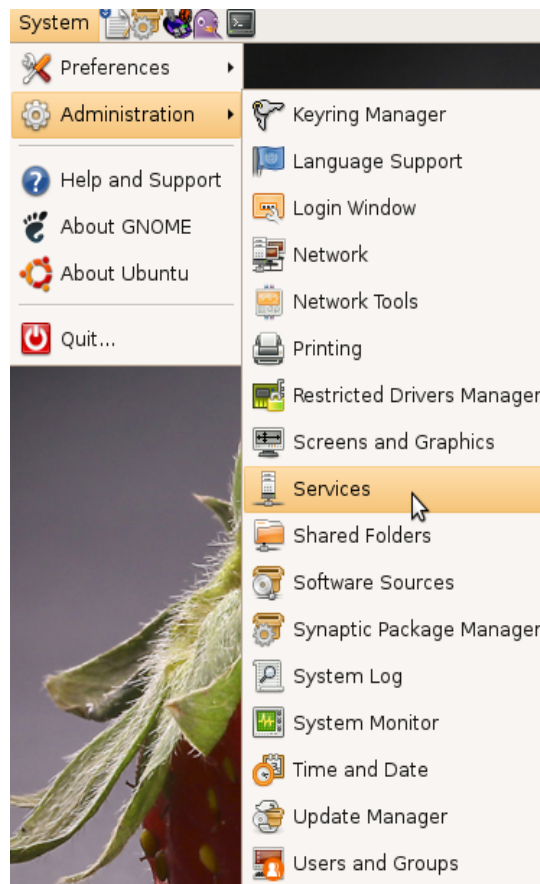 System
Preferences
Administration
Help and Support
About GNOME
About Ubuntu
Quit...
Keyring Manager
Language Support
Login Window
Network
Network Tools
Printing
Restricted Drivers Manager
Screens and Graphics
Services
Shared Folders
Software Sources
Synaptic Package Manager
System Log
System Monitor
Time and Date
Update Manager
Users and Groups